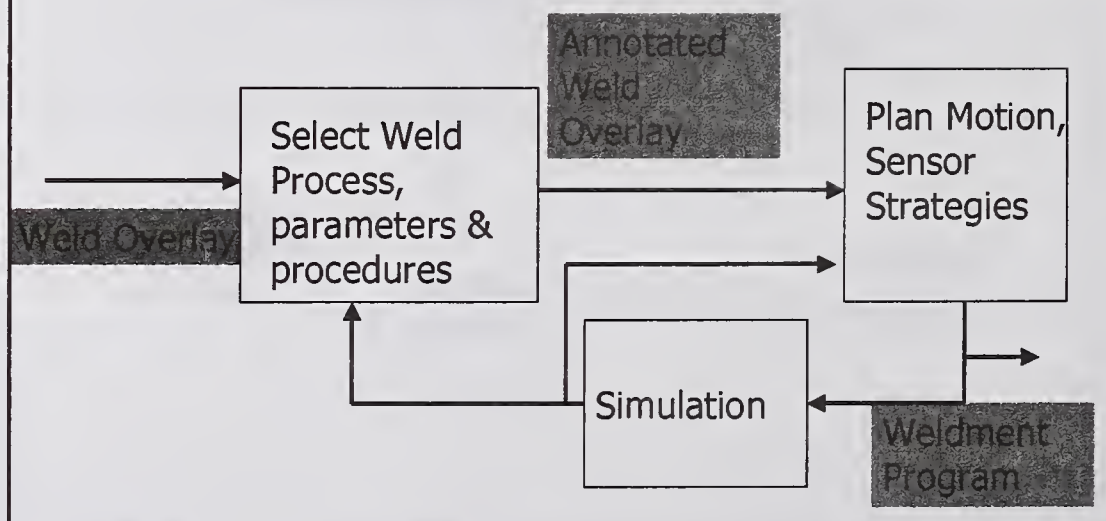 Weld Overlay
Select Weld
Process,
parameters &
procedures
Annotated
Weld
Overlay
Plan Motion,
Sensor
Strategies
Simulation
Weldment
Program